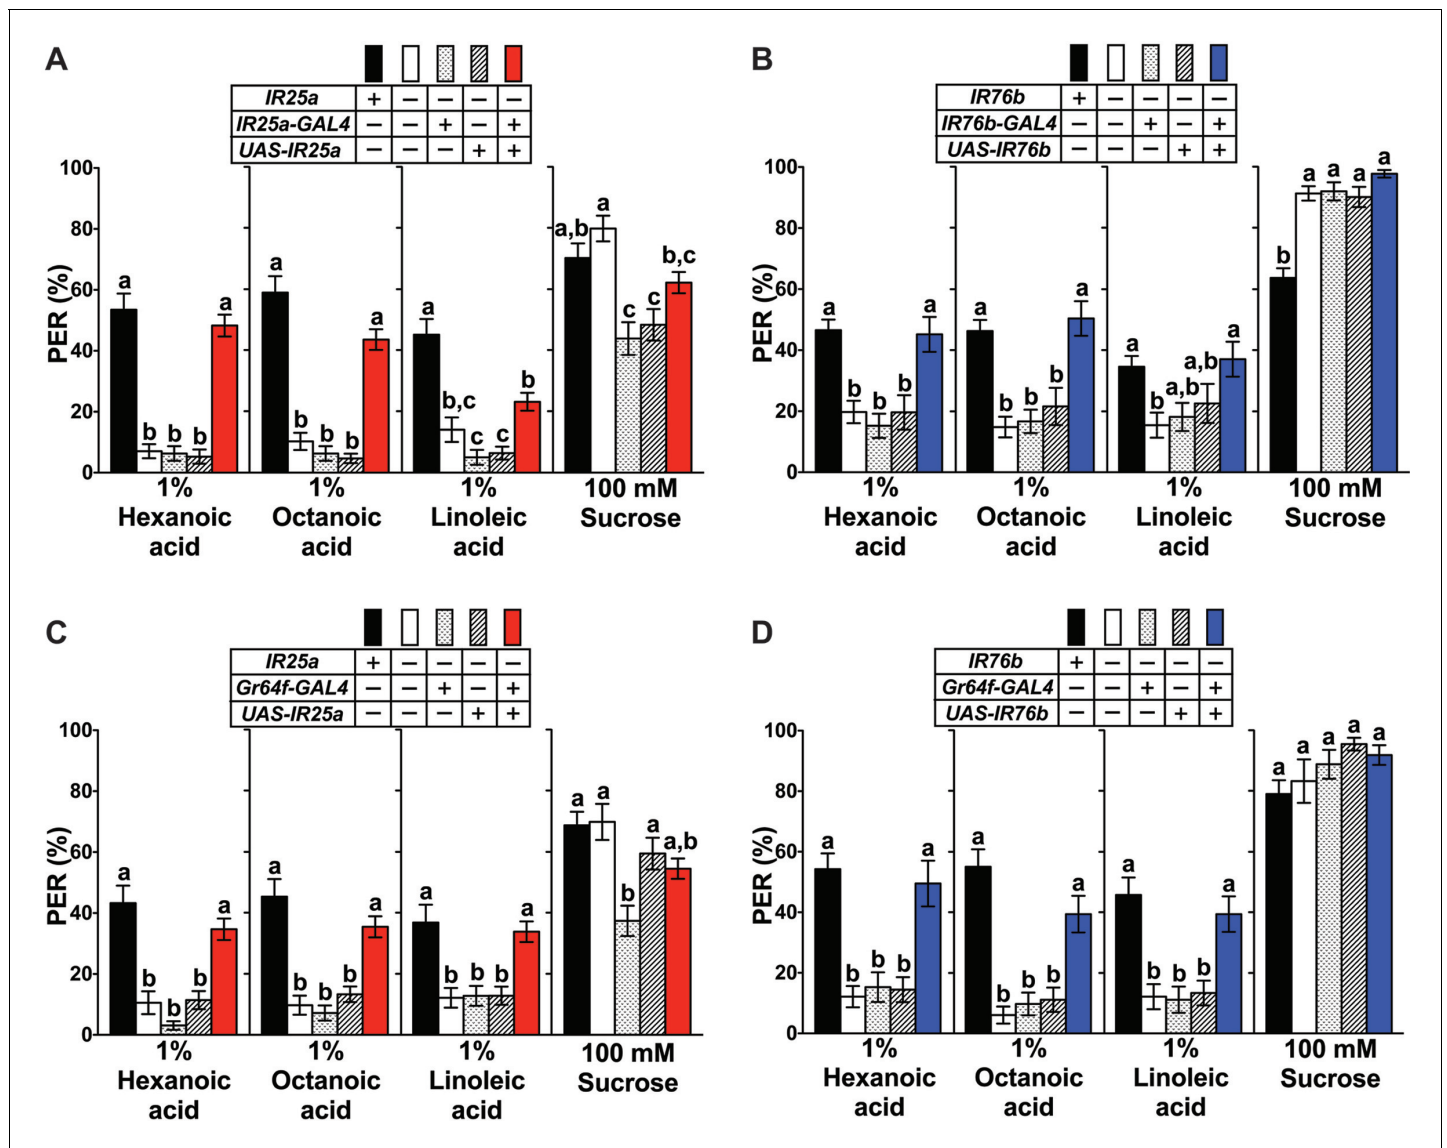 A
IR25a + − − − −
IR25a-GAL4 − − + − +
UAS-IR25a − − − + +
PER (%)
100
80
60
40
20
0
a b b b a
a b b b a
a b,c c c b
a,b a c c b,c
1% 1% 1% 100 mM
Hexanoic Octanoic Linoleic Sucrose
acid acid acid
B
IR76b + − − − −
IR76b-GAL4 − − + − +
UAS-IR76b − − − + +
PER (%)
100
80
60
40
20
0
a b b b a
a b b b a
a b a,b a,b a
b a a a a
1% 1% 1% 100 mM
Hexanoic Octanoic Linoleic Sucrose
acid acid acid
C
IR25a + − − − −
Gr64f-GAL4 − − + − +
UAS-IR25a − − − + +
PER (%)
100
80
60
40
20
0
a b b b a
a b b b a
a b b b a
a a b a a,b
1% 1% 1% 100 mM
Hexanoic Octanoic Linoleic Sucrose
acid acid acid
D
IR76b + − − − −
Gr64f-GAL4 − − + − +
UAS-IR76b − − − + +
PER (%)
100
80
60
40
20
0
a b b b a
a b b b a
a b b b a
a a a a a
1% 1% 1% 100 mM
Hexanoic Octanoic Linoleic Sucrose
acid acid acid